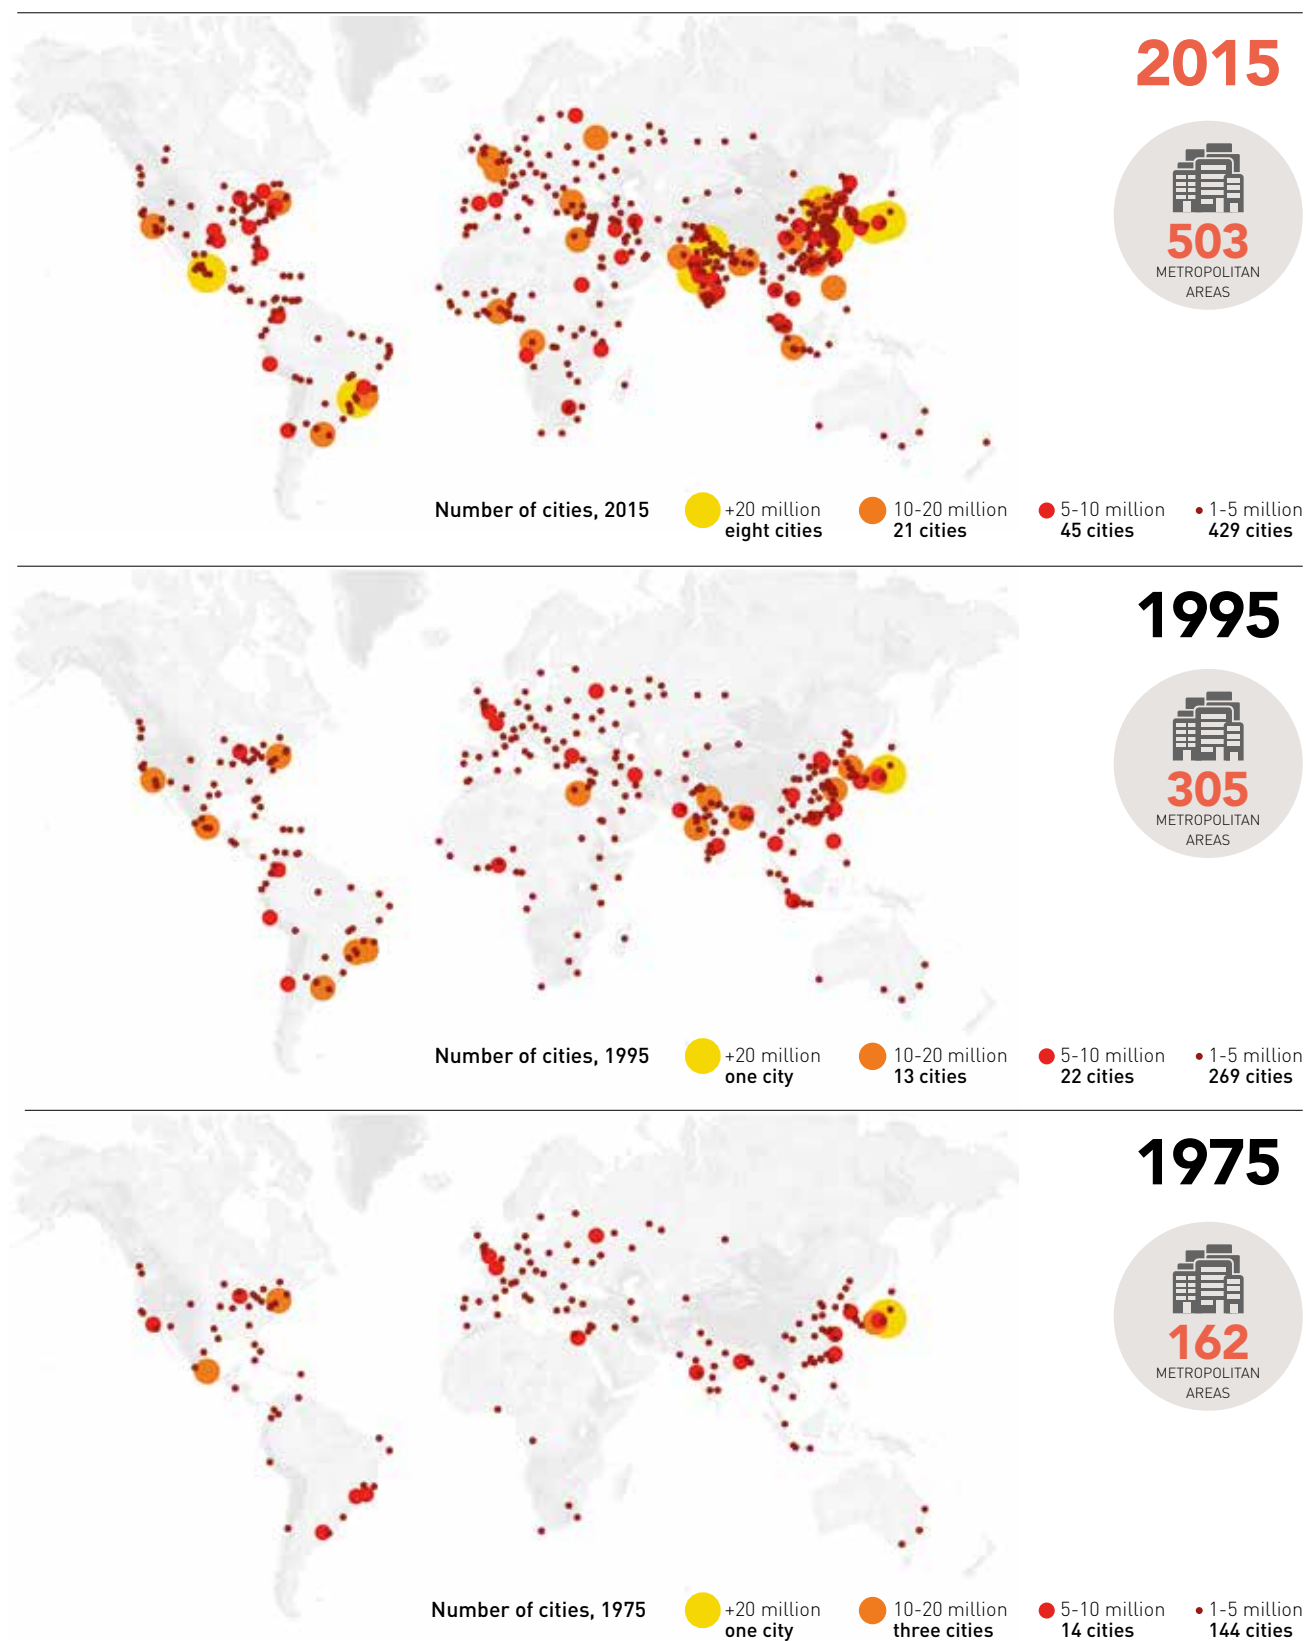 2015
503
METROPOLITAN
AREAS
Number of cities, 2015
+20 million
eight cities
10-20 million
21 cities
5-10 million
45 cities
1-5 million
429 cities
1995
305
METROPOLITAN
AREAS
Number of cities, 1995
+20 million
one city
10-20 million
13 cities
5-10 million
22 cities
1-5 million
269 cities
1975
162
METROPOLITAN
AREAS
Number of cities, 1975
+20 million
one city
10-20 million
three cities
5-10 million
14 cities
1-5 million
144 cities